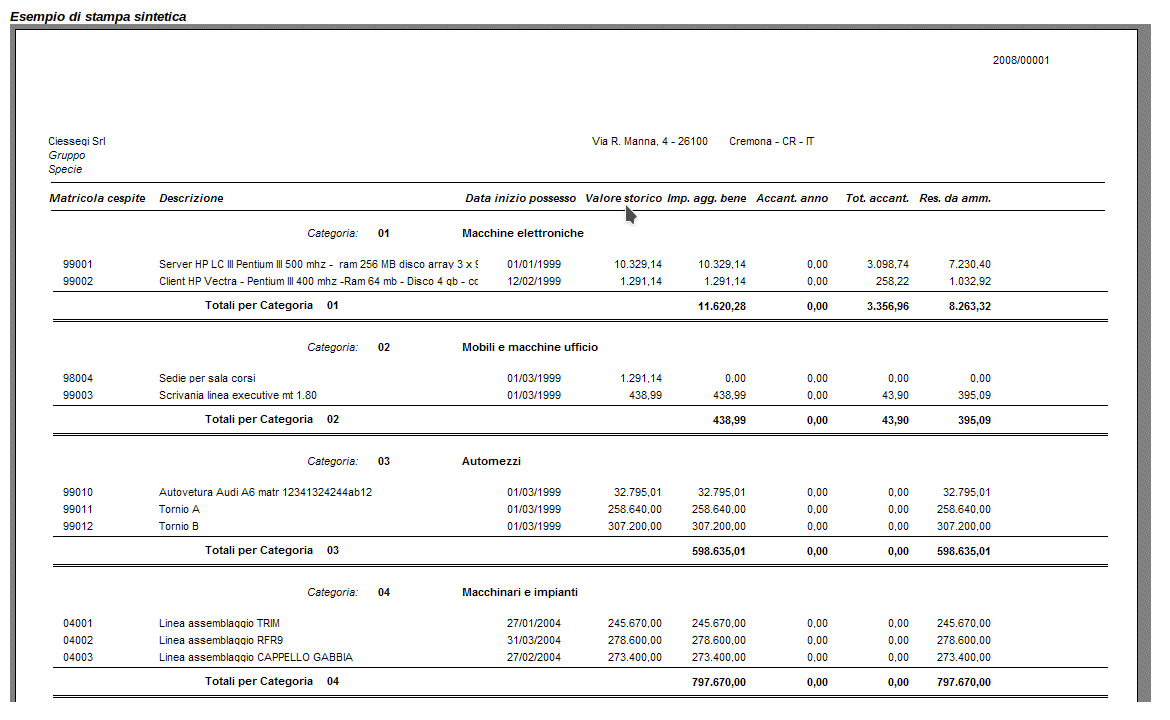 Esempio di stampa sintetica
2008/00001
Ciessegi Srl Via R. Manna, 4 - 26100 Cremona - CR - IT
Gruppo
Specie
Matricola cespite Descrizione Data inizio possesso Valore storico Imp. agg. bene Accant. anno Tot. accant. Res. da amm.
Categoria: 01 Macchine elettroniche
99001 Server HP LC III Pentium III 500 mhz - ram 256 MB disco array 3 x 01/01/1999 10.329,14 10.329,14 0,00 3.098,74 7.230,40
99002 Client HP Vectra - Pentium III 400 mhz -Ram 64 mb - Disco 4 gb - 12/02/1999 1.291,14 1.291,14 0,00 258,22 1.032,92
Totali per Categoria 01 11.620,28 0,00 3.356,96 8.263,32
Categoria: 02 Mobili e macchine ufficio
98004 Sedie per sala corsi 01/03/1999 1.291,14 0,00 0,00 0,00 0,00
99003 Scrivania linea executive mt 1.80 01/03/1999 438,99 438,99 0,00 43,90 395,09
Totali per Categoria 02 438,99 0,00 43,90 395,09
Categoria: 03 Automezzi
99010 Autovetura Audi A6 matr 12341324244ab12 01/03/1999 32.795,01 32.795,01 0,00 0,00 32.795,01
99011 Tornio A 01/03/1999 258.640,00 258.640,00 0,00 0,00 258.640,00
99012 Tornio B 01/03/1999 307.200,00 307.200,00 0,00 0,00 307.200,00
Totali per Categoria 03 598.635,01 0,00 0,00 598.635,01
Categoria: 04 Macchinari e impianti
04001 Linea assemblaggio TRIM 27/01/2004 245.670,00 245.670,00 0,00 0,00 245.670,00
04002 Linea assemblaggio RFR9 31/03/2004 278.600,00 278.600,00 0,00 0,00 278.600,00
04003 Linea assemblaggio CAPPELLO GABBIA 27/02/2004 273.400,00 273.400,00 0,00 0,00 273.400,00
Totali per Categoria 04 797.670,00 0,00 0,00 797.670,00